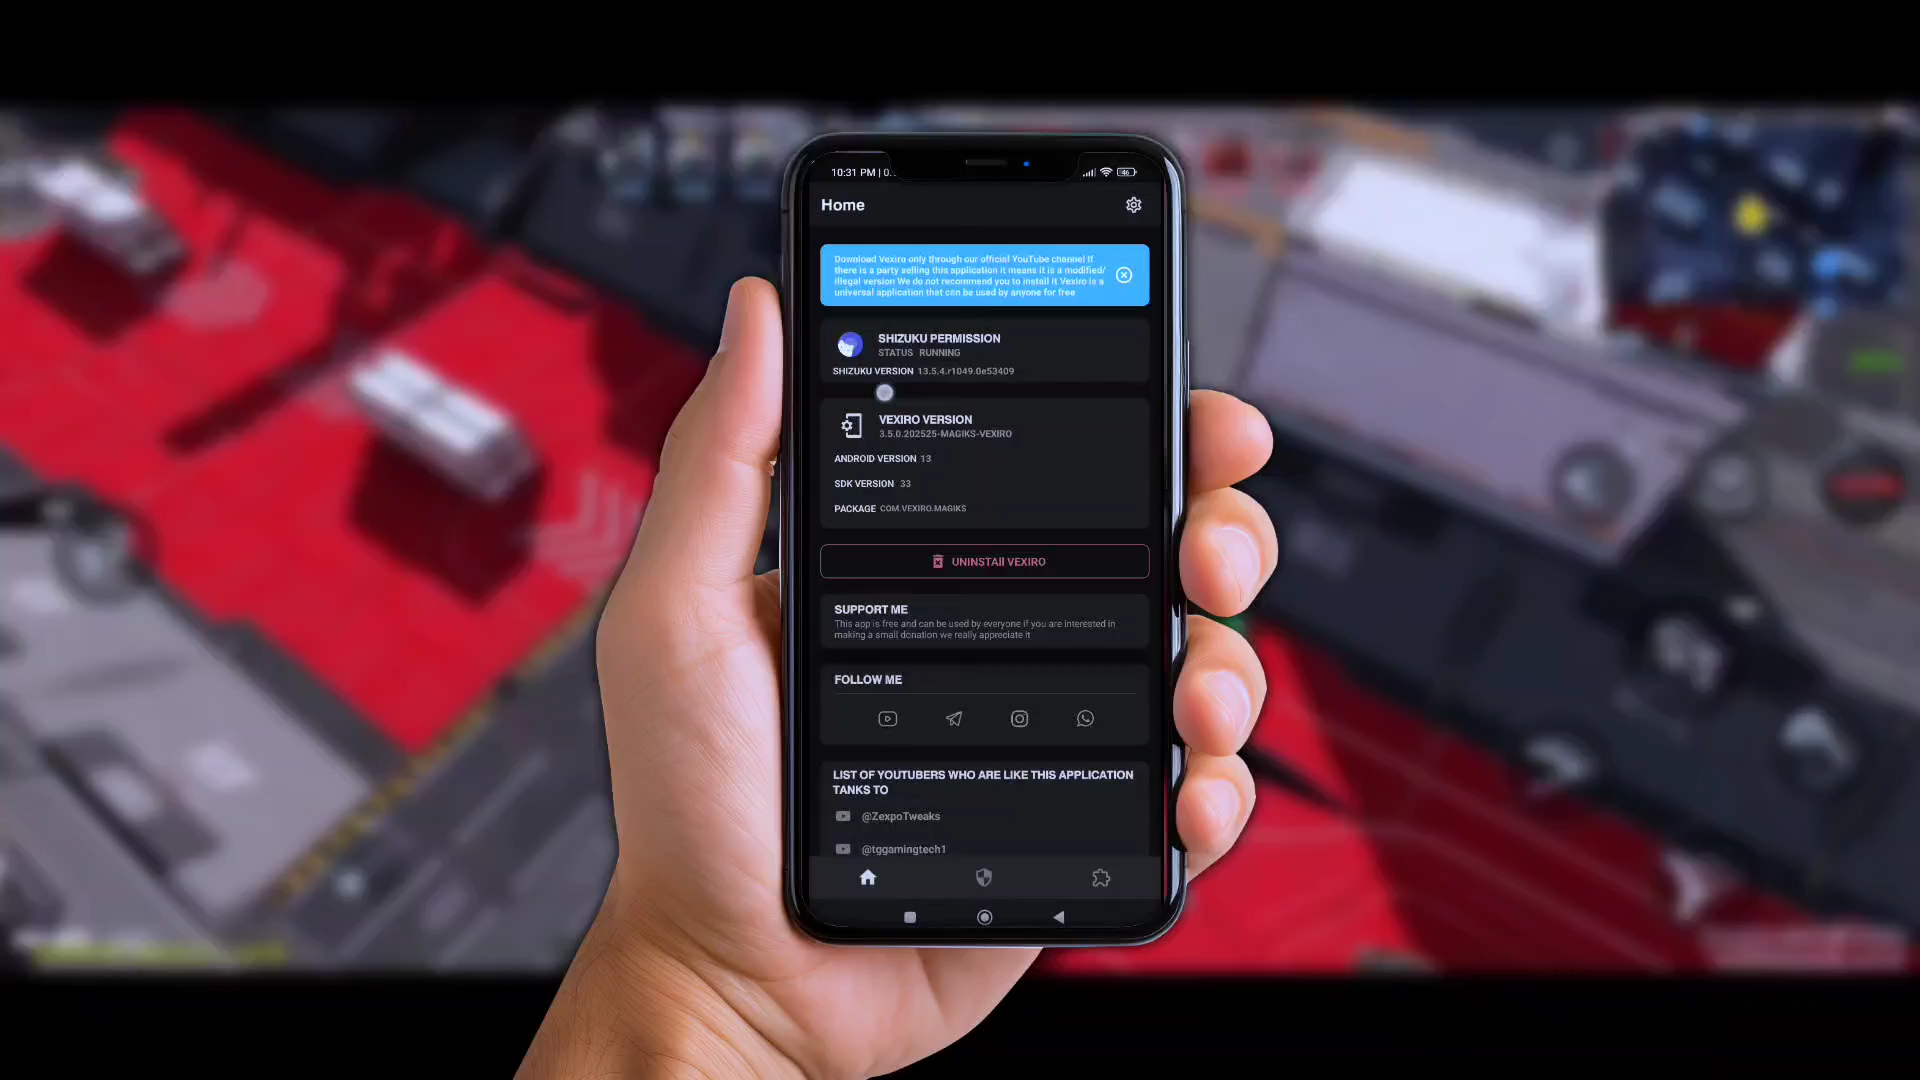 10:31 PM | 0.
46
Home
Download Vexiro only through our official YouTube channel If
there is a party selling this application it means it is a modified/
illegal version We do not recommend you to install it Vexiro is a
universal application that can be used by anyone for free
SHIZUKU PERMISSION
STATUS RUNNING
SHIZUKU VERSION 13.5.4.r1049.0e53409
VEXIRO VERSION
3.5.0.202525-MAGIKS-VEXIRO
ANDROID VERSION 13
SDK VERSION 33
PACKAGE COM.VEXIRO.MAGIKS
UNINSTAll VEXIRO
SUPPORT ME
This app is free and can be used by everyone if you are interested in
making a small donation we really appreciate it
FOLLOW ME
LIST OF YOUTUBERS WHO ARE LIKE THIS APPLICATION
TANKS TO
@ZexpoTweaks
@tggamingtech1